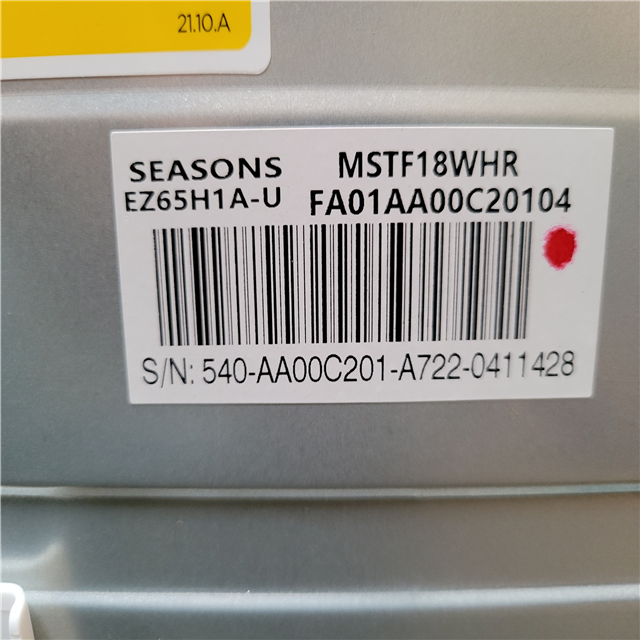 21.10.A
SEASONS MSTF18WHR
EZ65H1A-U FA01AA00C20104
S/N: 540-AA00C201-A722-0411428